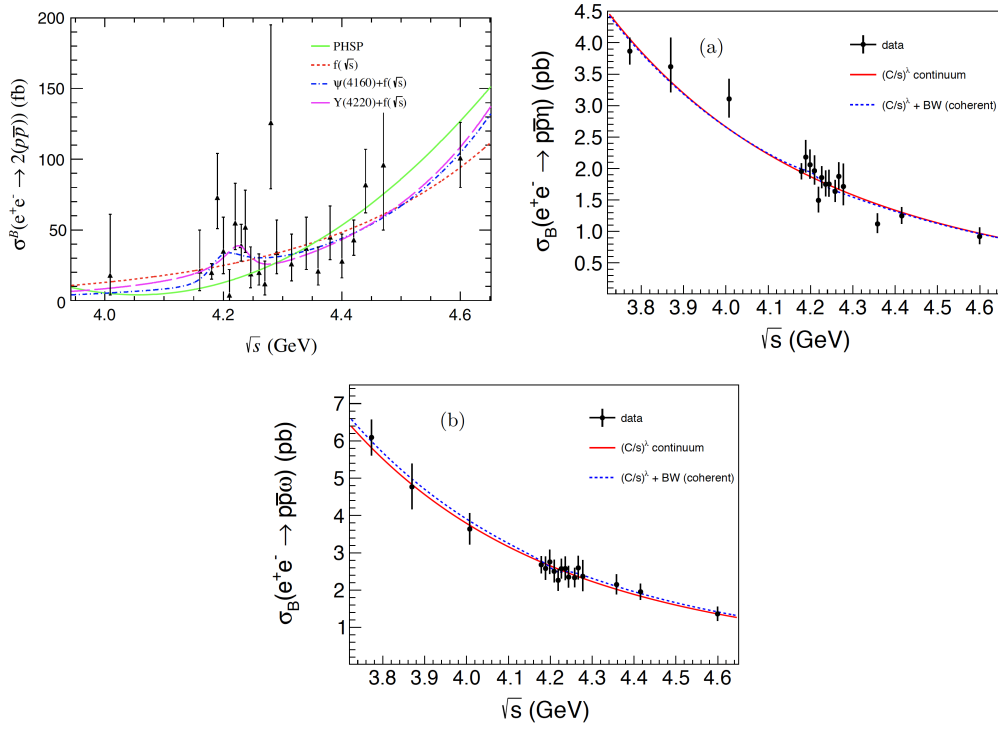 σᴮ(e⁺e⁻ → 2(pp̅)) (fb)
200
150
100
50
0
4.0
4.2
4.4
4.6
√s (GeV)
PHSP
f(√s)
ψ(4160)+f(√s)
Y(4220)+f(√s)
σ_B(e⁺e⁻ → pp̅η) (pb)
4.5
4.0
3.5
3.0
2.5
2.0
1.5
1.0
0.5
3.8
3.9
4.0
4.1
4.2
4.3
4.4
4.5
4.6
√s (GeV)
(a)
data
(C/s)^λ continuum
(C/s)^λ + BW (coherent)
σ_B(e⁺e⁻ → pp̅ω) (pb)
7
6
5
4
3
2
1
3.8
3.9
4.0
4.1
4.2
4.3
4.4
4.5
4.6
√s (GeV)
(b)
data
(C/s)^λ continuum
(C/s)^λ + BW (coherent)